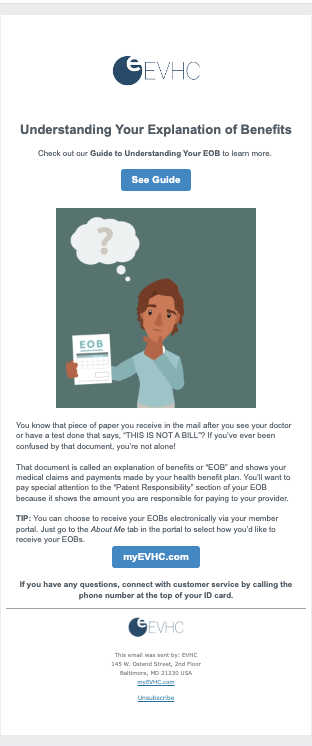 EVHC
Understanding Your Explanation of Benefits
Check out our Guide to Understanding Your EOB to learn more.
See Guide
?
EOB
You know that piece of paper you receive in the mail after you see your doctor
or have a test done that says, "THIS IS NOT A BILL"? If you've ever been
confused by that document, you're not alone!
That document is called an explanation of benefits or "EOB" and shows your
medical claims and payments made by your health benefit plan. You'll want to
pay special attention to the "Patent Responsibility" section of your EOB
because it shows the amount you are responsible for paying to your provider.
TIP: You can choose to receive your EOBs electronically via your member
portal. Just go to the About Me tab in the portal to select how you'd like to
receive your EOBs.
myEVHC.com
If you have any questions, connect with customer service by calling the
phone number at the top of your ID card.
EVHC
This email was sent by: EVHC
145 W. Ostend Street, 2nd Floor
Baltimore, MD 21230 USA
myEVHC.com
Unsubscribe